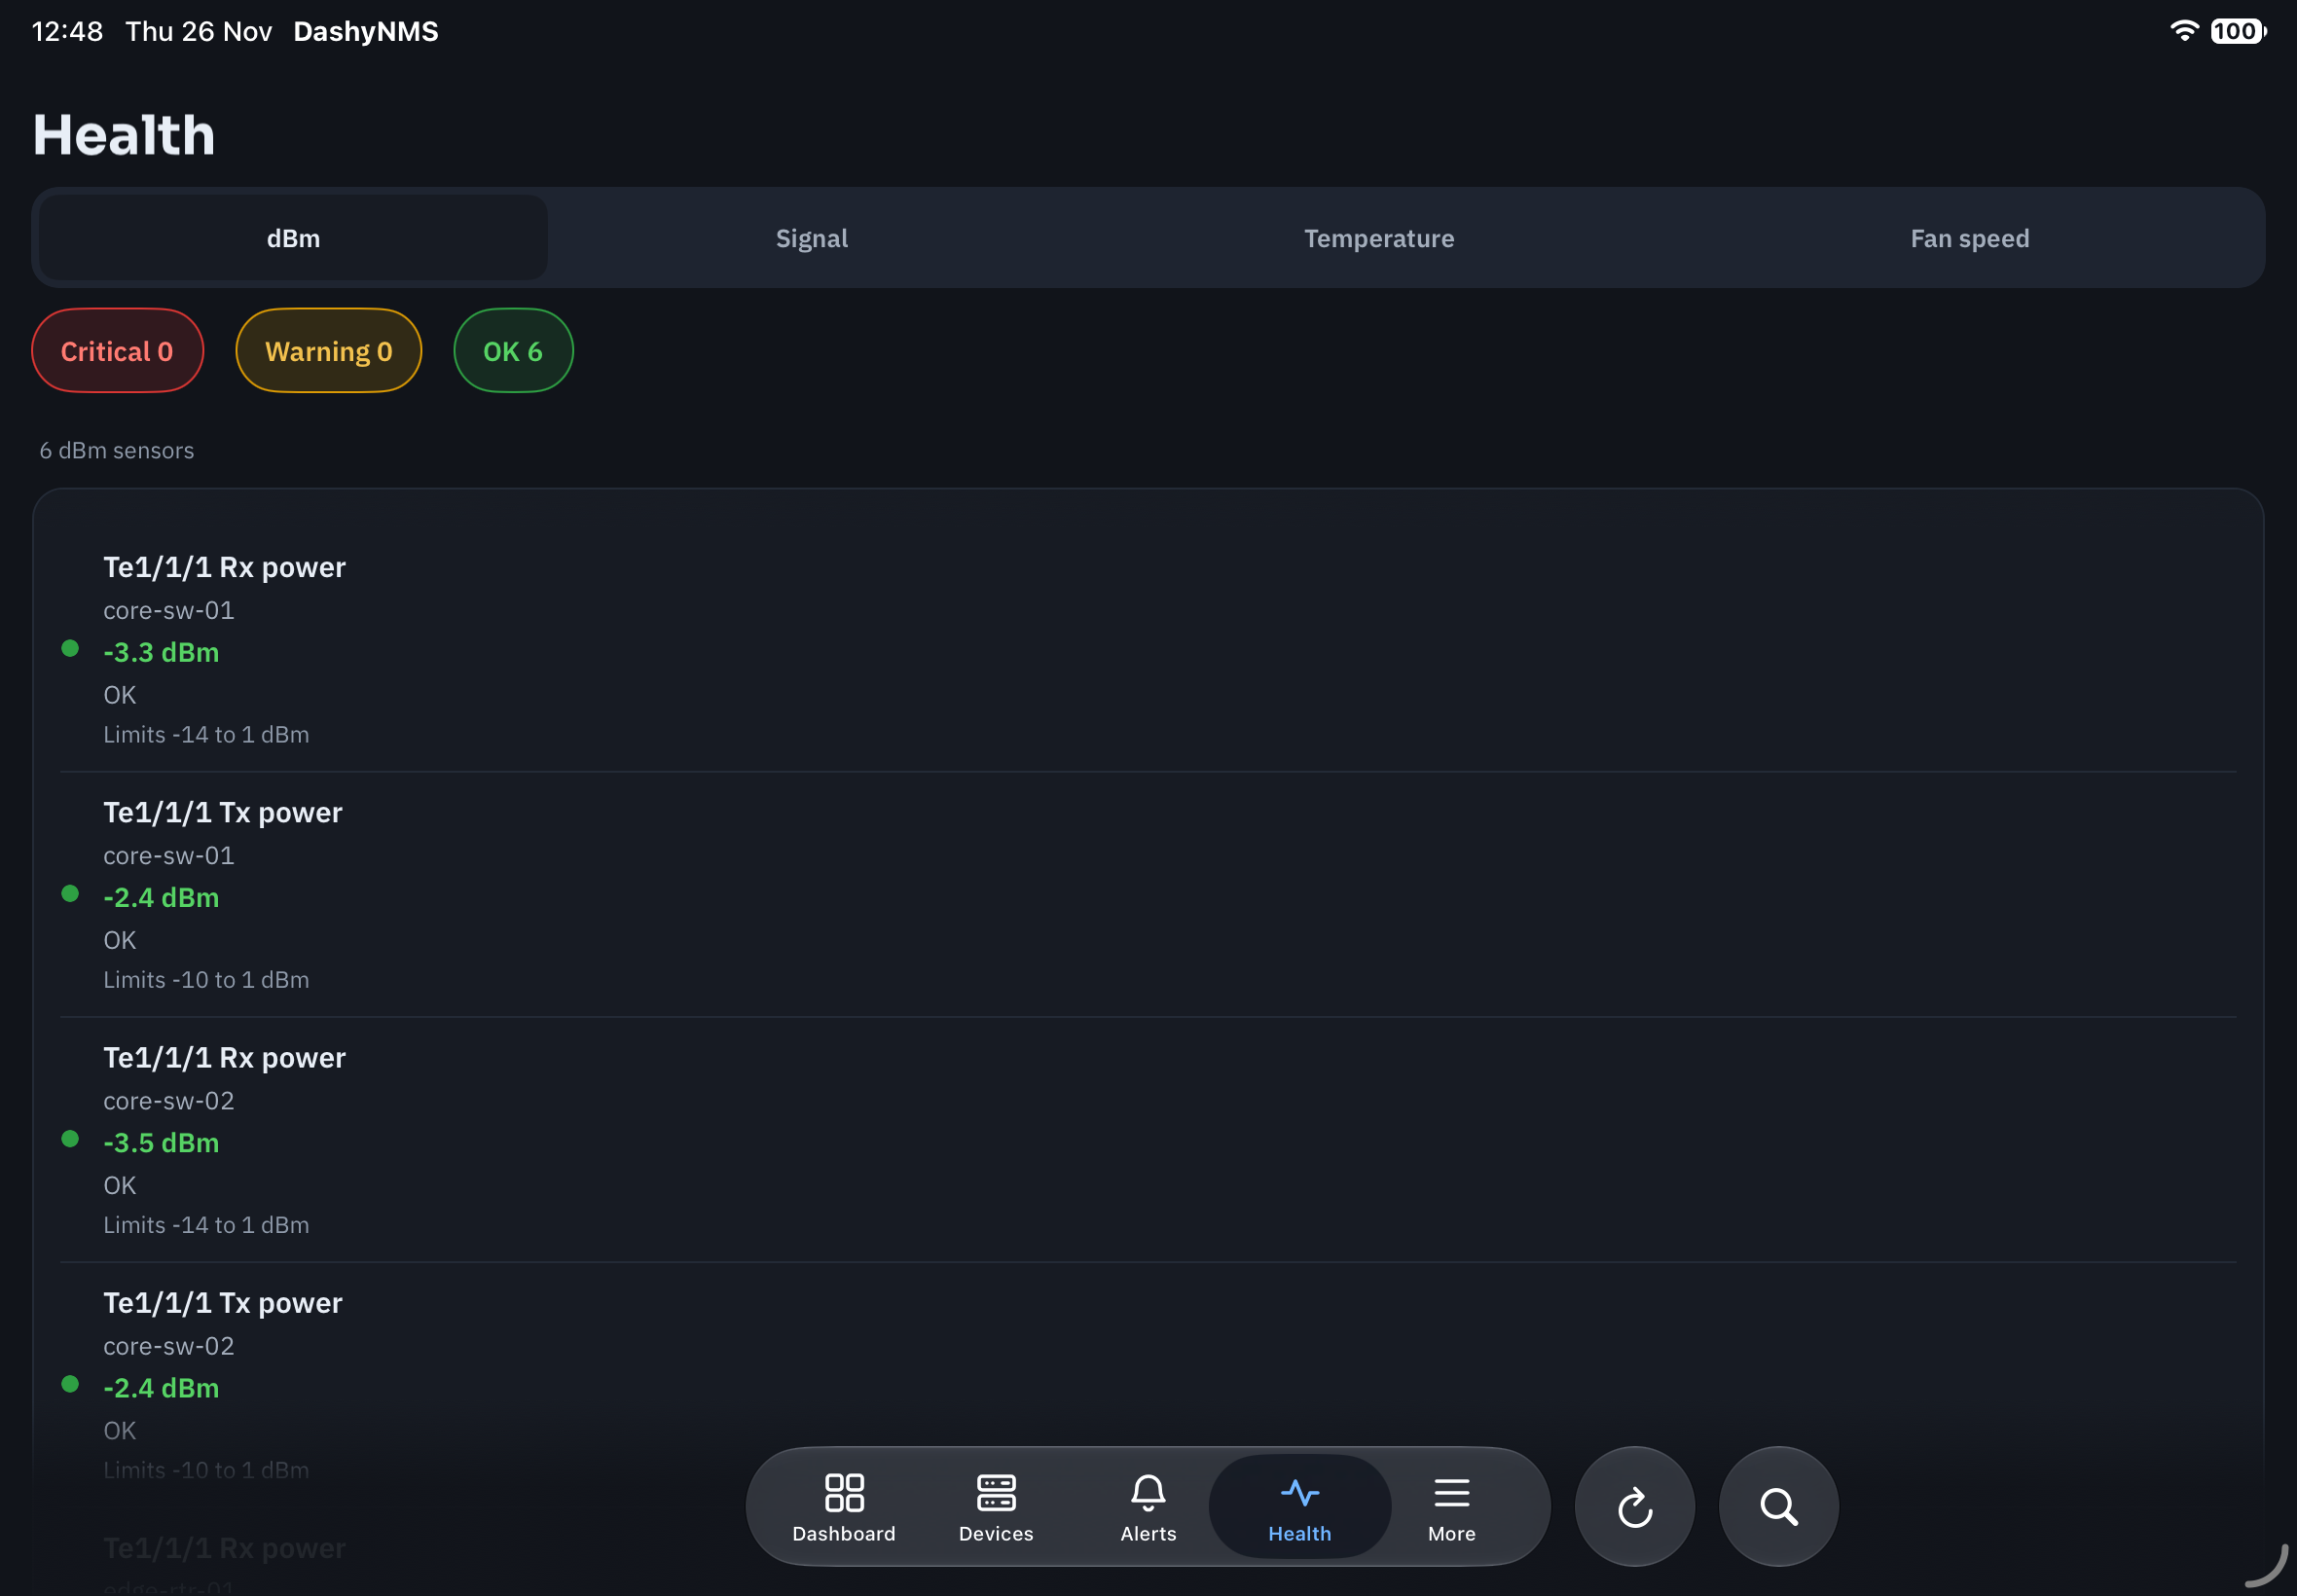 12:48 Thu 26 Nov DashyNMS 100
Health
dBm Signal Temperature Fan speed
Critical 0 Warning 0 OK 6
6 dBm sensors
Te1/1/1 Rx power
core-sw-01
-3.3 dBm
OK
Limits -14 to 1 dBm
Te1/1/1 Tx power
core-sw-01
-2.4 dBm
OK
Limits -10 to 1 dBm
Te1/1/1 Rx power
core-sw-02
-3.5 dBm
OK
Limits -14 to 1 dBm
Te1/1/1 Tx power
core-sw-02
-2.4 dBm
OK
Limits -10 to 1 dBm
Te1/1/1 Rx power
edge-rtr-01
Dashboard Devices Alerts Health More